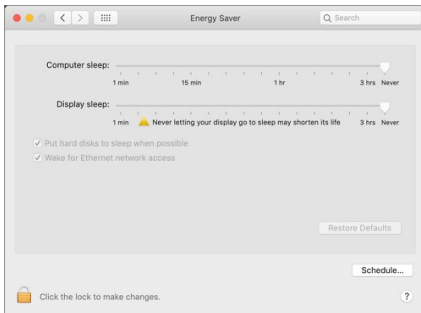 Energy Saver
Search
Computer sleep:
1 min 15 min 1 hr 3 hrs Never
Display sleep:
1 min Never letting your display go to sleep may shorten its life 3 hrs Never
Put hard disks to sleep when possible
Wake for Ethernet network access
Restore Defaults
Schedule...
Click the lock to make changes.
?